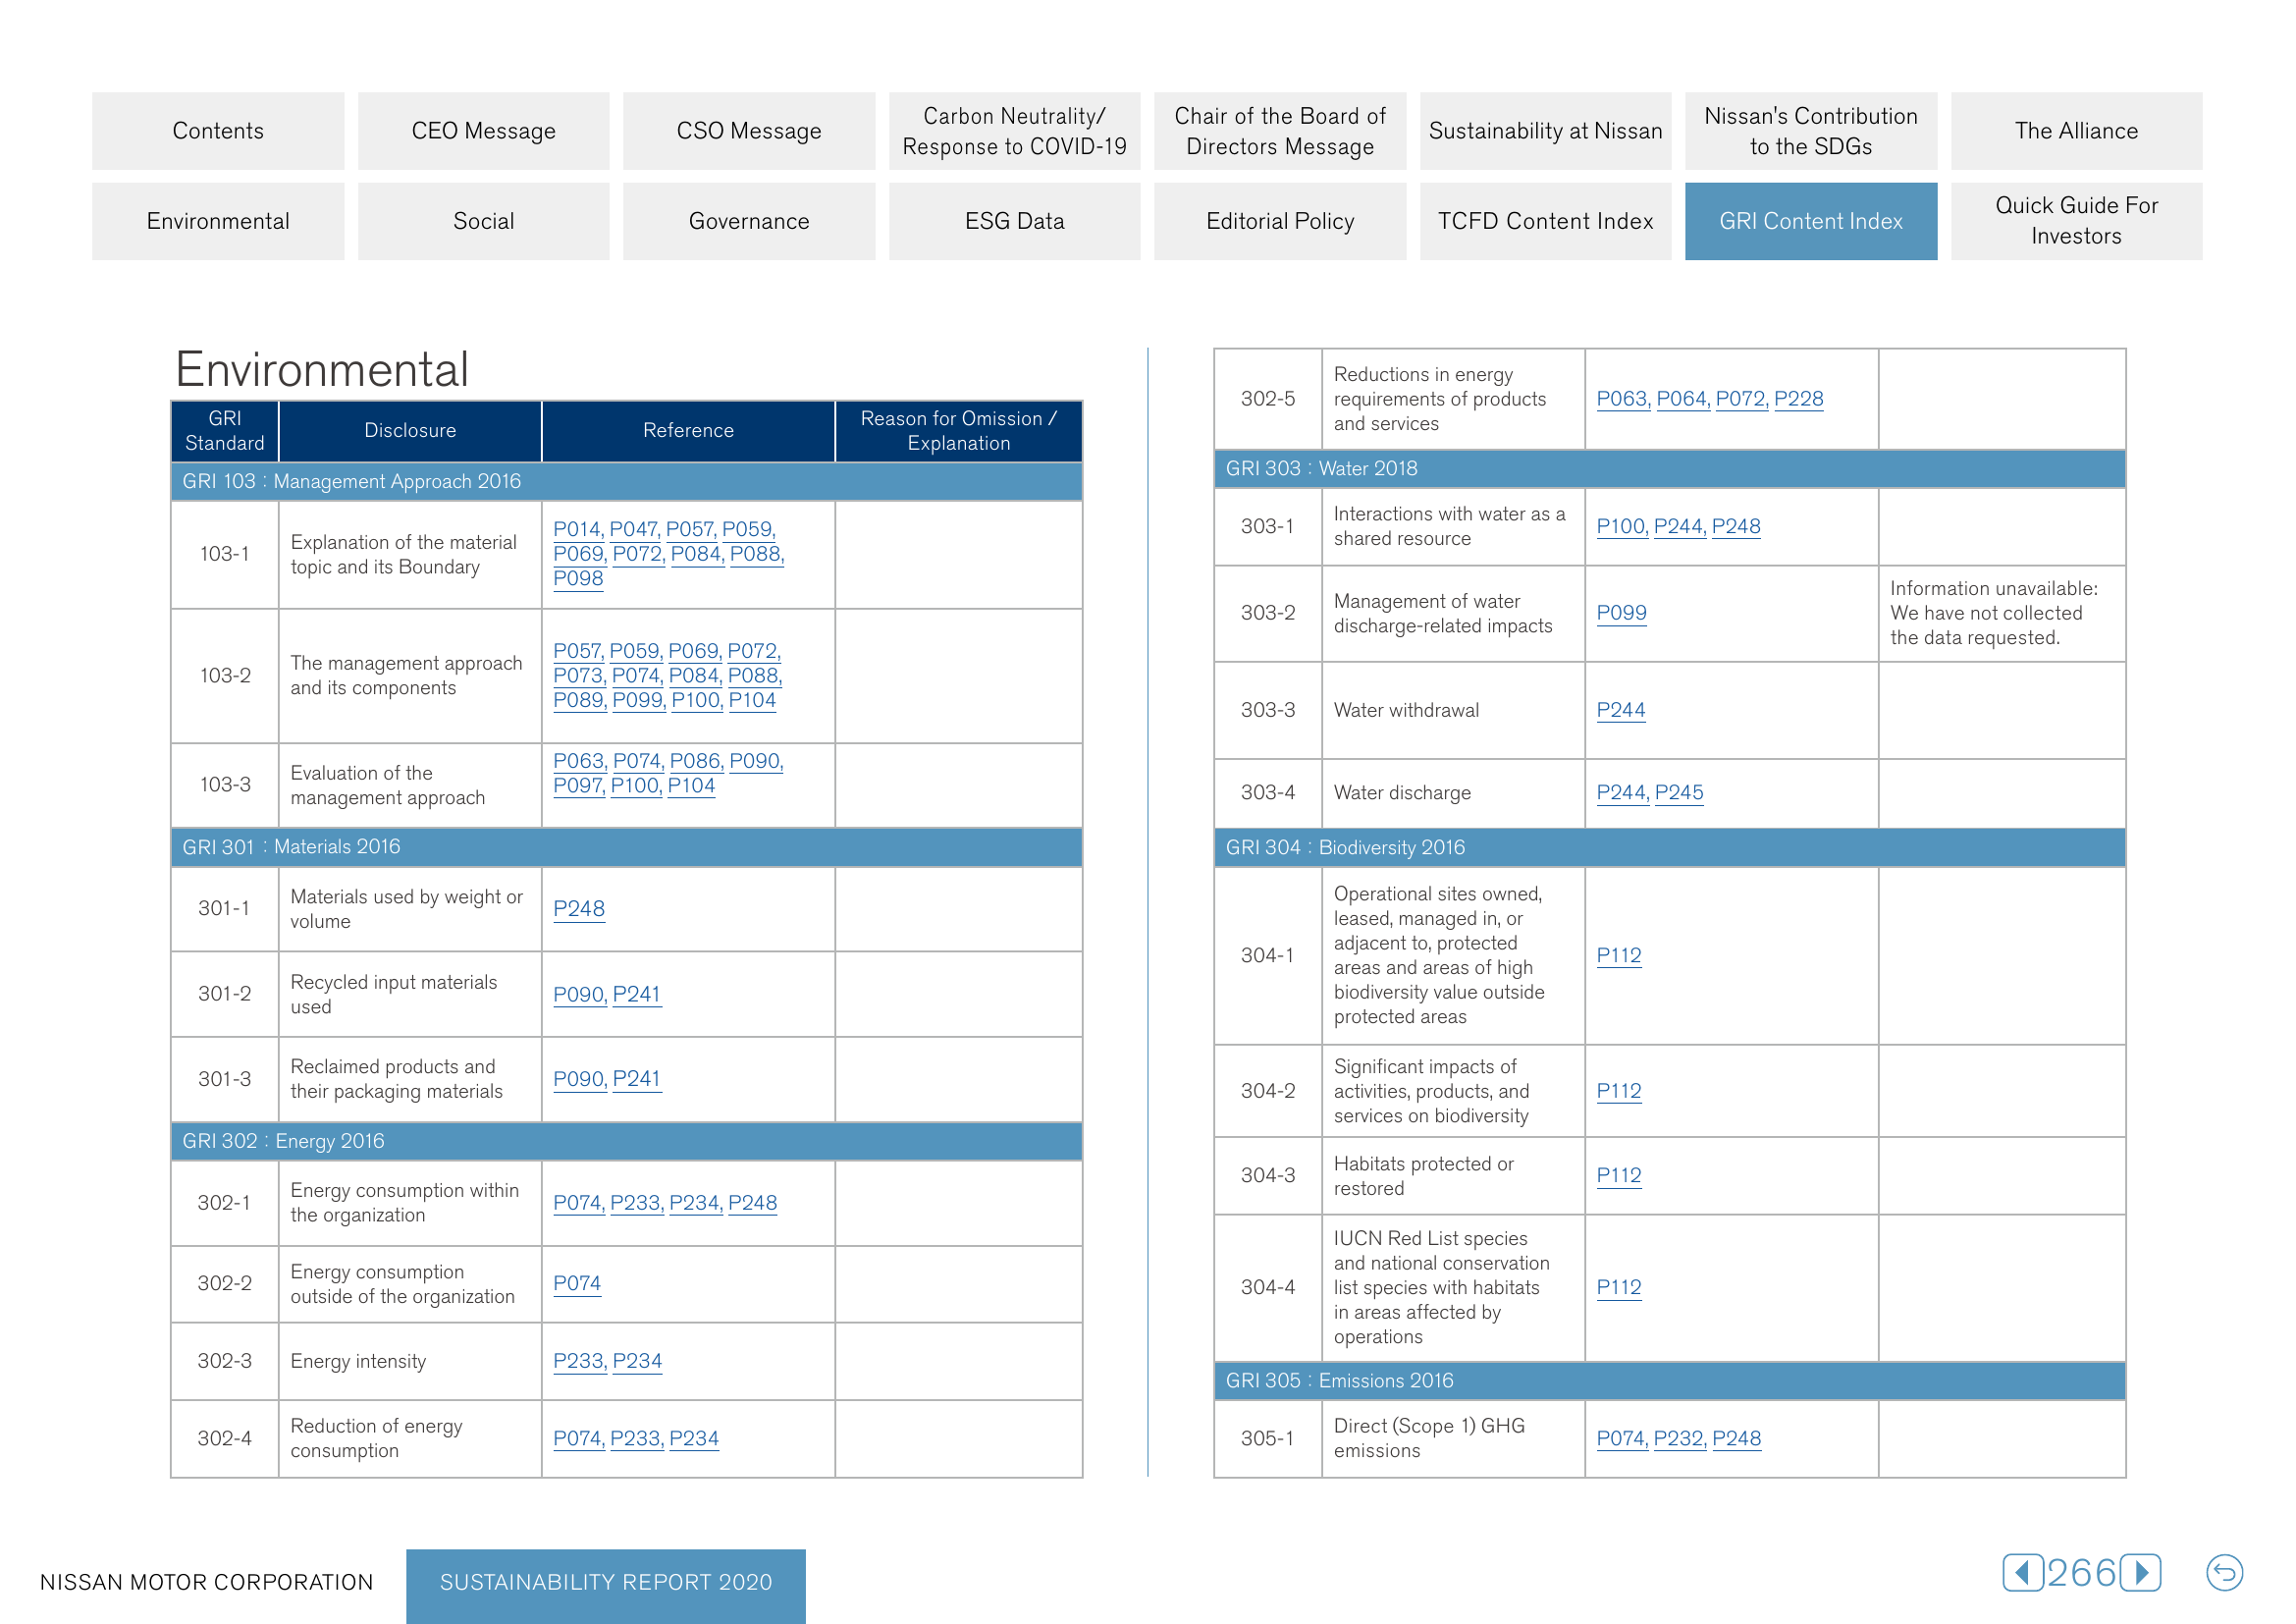 Contents
CEO Message
CSO Message
Carbon Neutrality/
Response to COVID-19
Chair of the Board of
Directors Message
Sustainability at Nissan
Nissan's Contribution
to the SDGs
The Alliance
Environmental
Social
Governance
ESG Data
Editorial Policy
TCFD Content Index
GRI Content Index
Quick Guide For
Investors
Environmental
GRI
Standard
Disclosure
Reference
Reason for Omission /
Explanation
GRI 103 : Management Approach 2016
103-1
Explanation of the material
topic and its Boundary
P014, P047, P057, P059,
P069, P072, P084, P088,
P098
103-2
The management approach
and its components
P057, P059, P069, P072,
P073, P074, P084, P088,
P089, P099, P100, P104
103-3
Evaluation of the
management approach
P063, P074, P086, P090,
P097, P100, P104
GRI 301 : Materials 2016
301-1
Materials used by weight or
volume
P248
301-2
Recycled input materials
used
P090, P241
301-3
Reclaimed products and
their packaging materials
P090, P241
GRI 302 : Energy 2016
302-1
Energy consumption within
the organization
P074, P233, P234, P248
302-2
Energy consumption
outside of the organization
P074
302-3
Energy intensity
P233, P234
302-4
Reduction of energy
consumption
P074, P233, P234
302-5
Reductions in energy
requirements of products
and services
P063, P064, P072, P228
GRI 303 : Water 2018
303-1
Interactions with water as a
shared resource
P100, P244, P248
303-2
Management of water
discharge-related impacts
P099
Information unavailable:
We have not collected
the data requested.
303-3
Water withdrawal
P244
303-4
Water discharge
P244, P245
GRI 304 : Biodiversity 2016
304-1
Operational sites owned,
leased, managed in, or
adjacent to, protected
areas and areas of high
biodiversity value outside
protected areas
P112
304-2
Significant impacts of
activities, products, and
services on biodiversity
P112
304-3
Habitats protected or
restored
P112
304-4
IUCN Red List species
and national conservation
list species with habitats
in areas affected by
operations
P112
GRI 305 : Emissions 2016
305-1
Direct (Scope 1) GHG
emissions
P074, P232, P248
NISSAN MOTOR CORPORATION
SUSTAINABILITY REPORT 2020
266